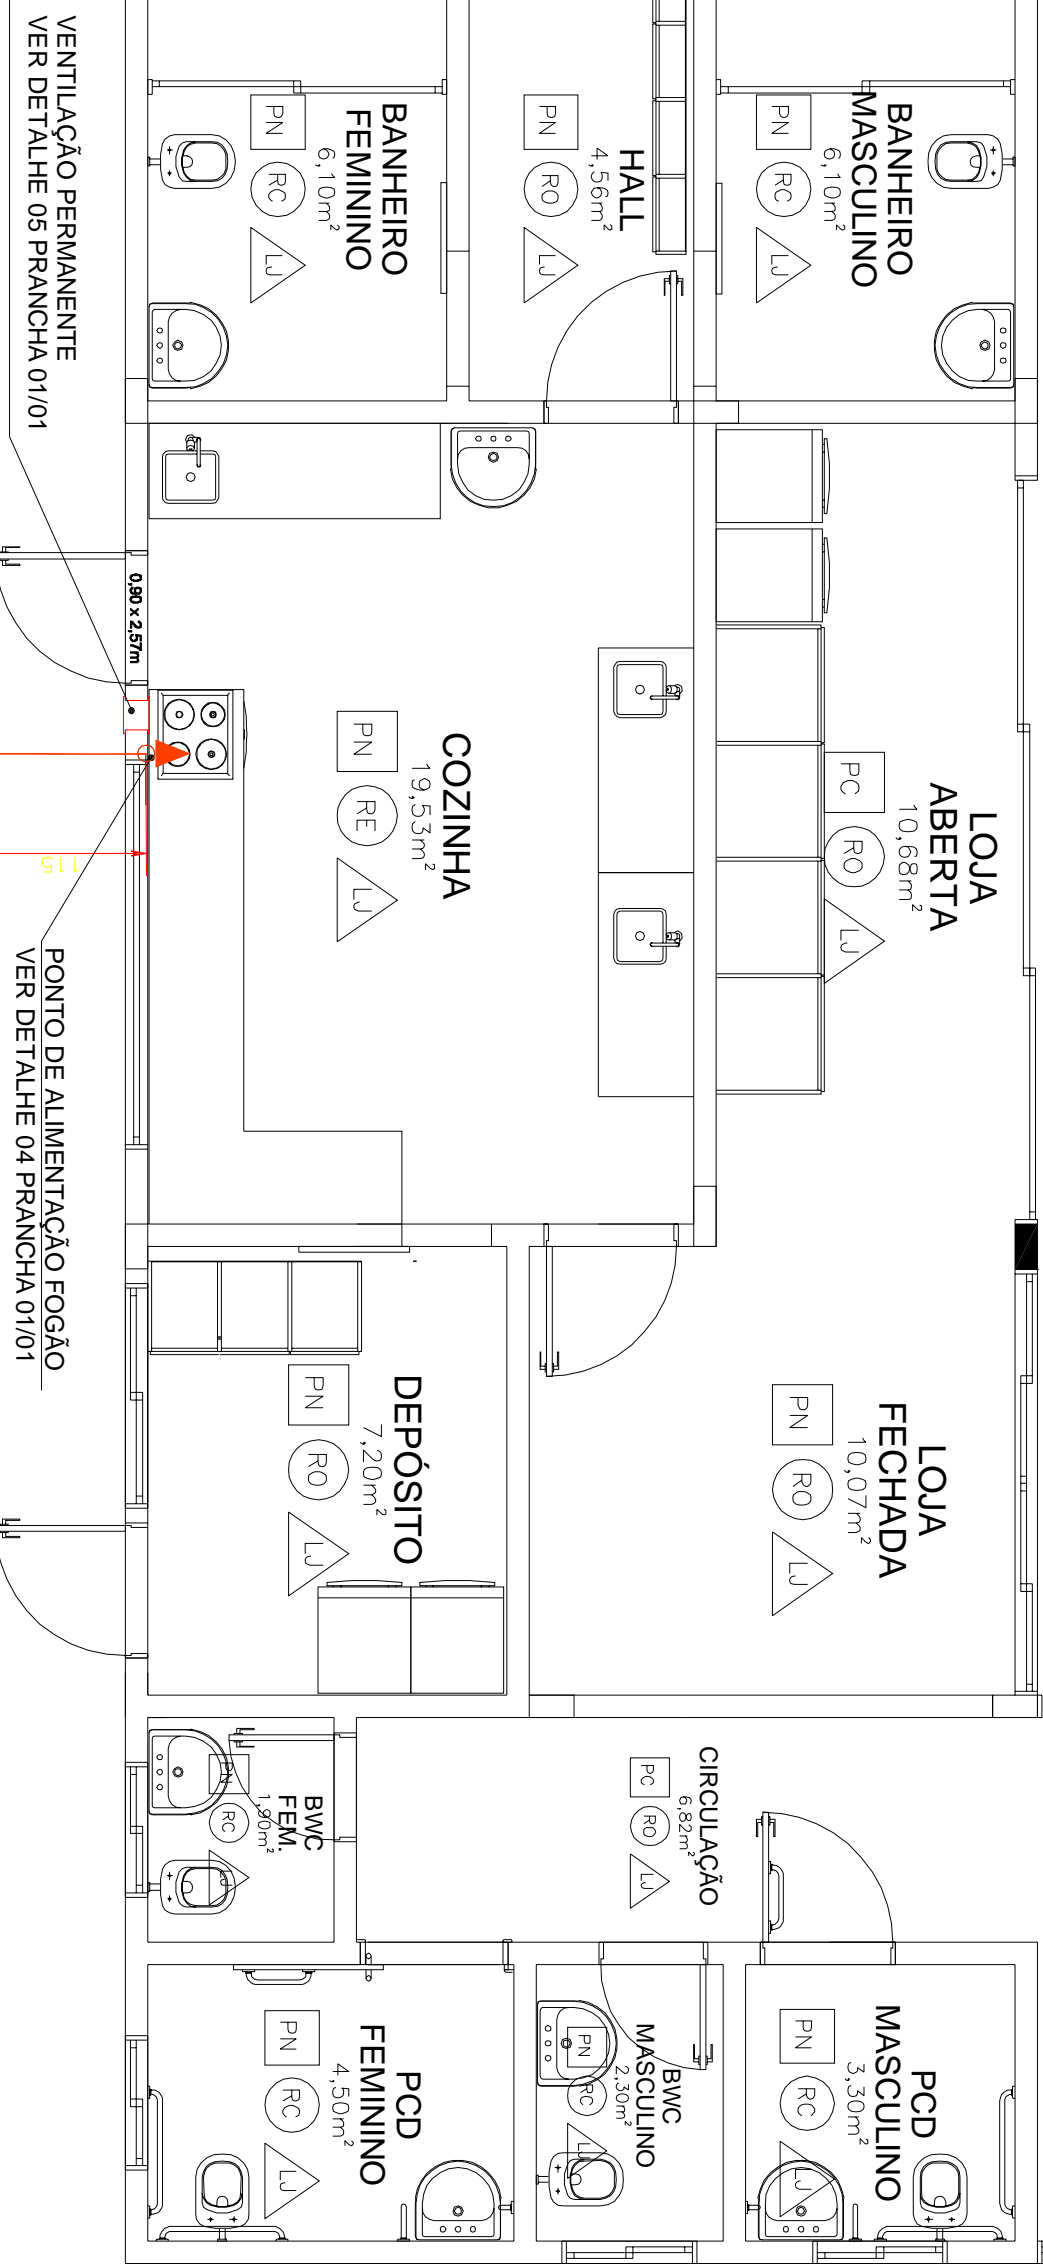 VENTILAÇÃO PERMANENTE
VER DETALHE 05 PRANCHA 01/01
BANHEIRO
FEMININO
6,10m²
PN
RC
LJ
HALL
4,56m²
PN
RO
LJ
BANHEIRO
MASCULINO
6,10m²
PN
RC
LJ
0,90 x 2,57m
COZINHA
19,53m²
PN
RE
LJ
LOJA
ABERTA
10,68m²
PC
RO
LJ
115
PONTO DE ALIMENTAÇÃO FOGÃO
VER DETALHE 04 PRANCHA 01/01
DEPÓSITO
7,20m²
PN
RO
LJ
LOJA
FECHADA
10,07m²
PN
RO
LJ
BWC
FEM.
1,90m²
PN
RC
LJ
CIRCULAÇÃO
6,82m²
PC
RO
LJ
PCD
FEMININO
4,50m²
PN
RC
LJ
BWC
MASCULINO
2,30m²
PN
RC
LJ
PCD
MASCULINO
3,30m²
PN
RC
LJ